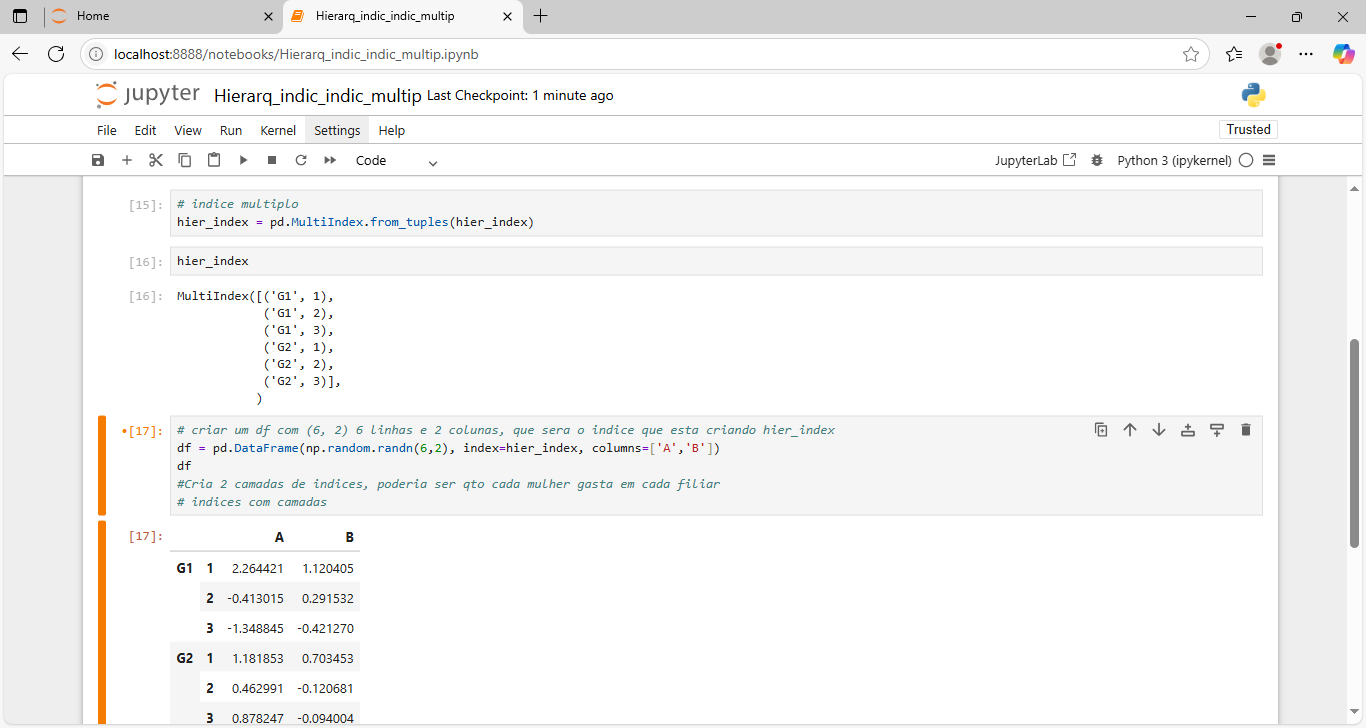 Home
Hierarq_indic_indic_multip
localhost:8888/notebooks/Hierarq_indic_indic_multip.ipynb
jupyter Hierarq_indic_indic_multip Last Checkpoint: 1 minute ago
File Edit View Run Kernel Settings Help
Trusted
Code
JupyterLab
Python 3 (ipykernel)
[15]: # indice multiplo
hier_index = pd.MultiIndex.from_tuples(hier_index)
[16]: hier_index
[16]: MultiIndex([('G1', 1),
('G1', 2),
('G1', 3),
('G2', 1),
('G2', 2),
('G2', 3)],
)
•[17]: # criar um df com (6, 2) 6 linhas e 2 colunas, que sera o indice que esta criando hier_index
df = pd.DataFrame(np.random.randn(6,2), index=hier_index, columns=['A','B'])
df
#Cria 2 camadas de indices, poderia ser qto cada mulher gasta em cada filiar
# indices com camadas
[17]: A B
G1 1 2.264421 1.120405
2 -0.413015 0.291532
3 -1.348845 -0.421270
G2 1 1.181853 0.703453
2 0.462991 -0.120681
3 0.878247 -0.094004